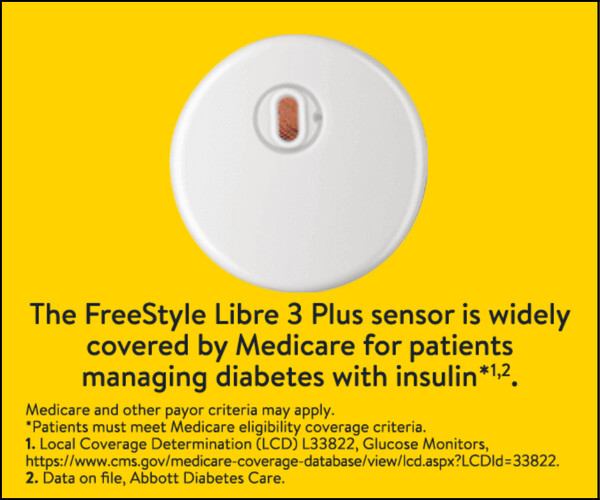 The FreeStyle Libre 3 Plus sensor is widely
covered by Medicare for patients
managing diabetes with insulin*1,2.
Medicare and other payor criteria may apply.
*Patients must meet Medicare eligibility coverage criteria.
1. Local Coverage Determination (LCD) L33822, Glucose Monitors,
https://www.cms.gov/medicare-coverage-database/view/lcd.aspx?LCDId=33822.
2. Data on file, Abbott Diabetes Care.